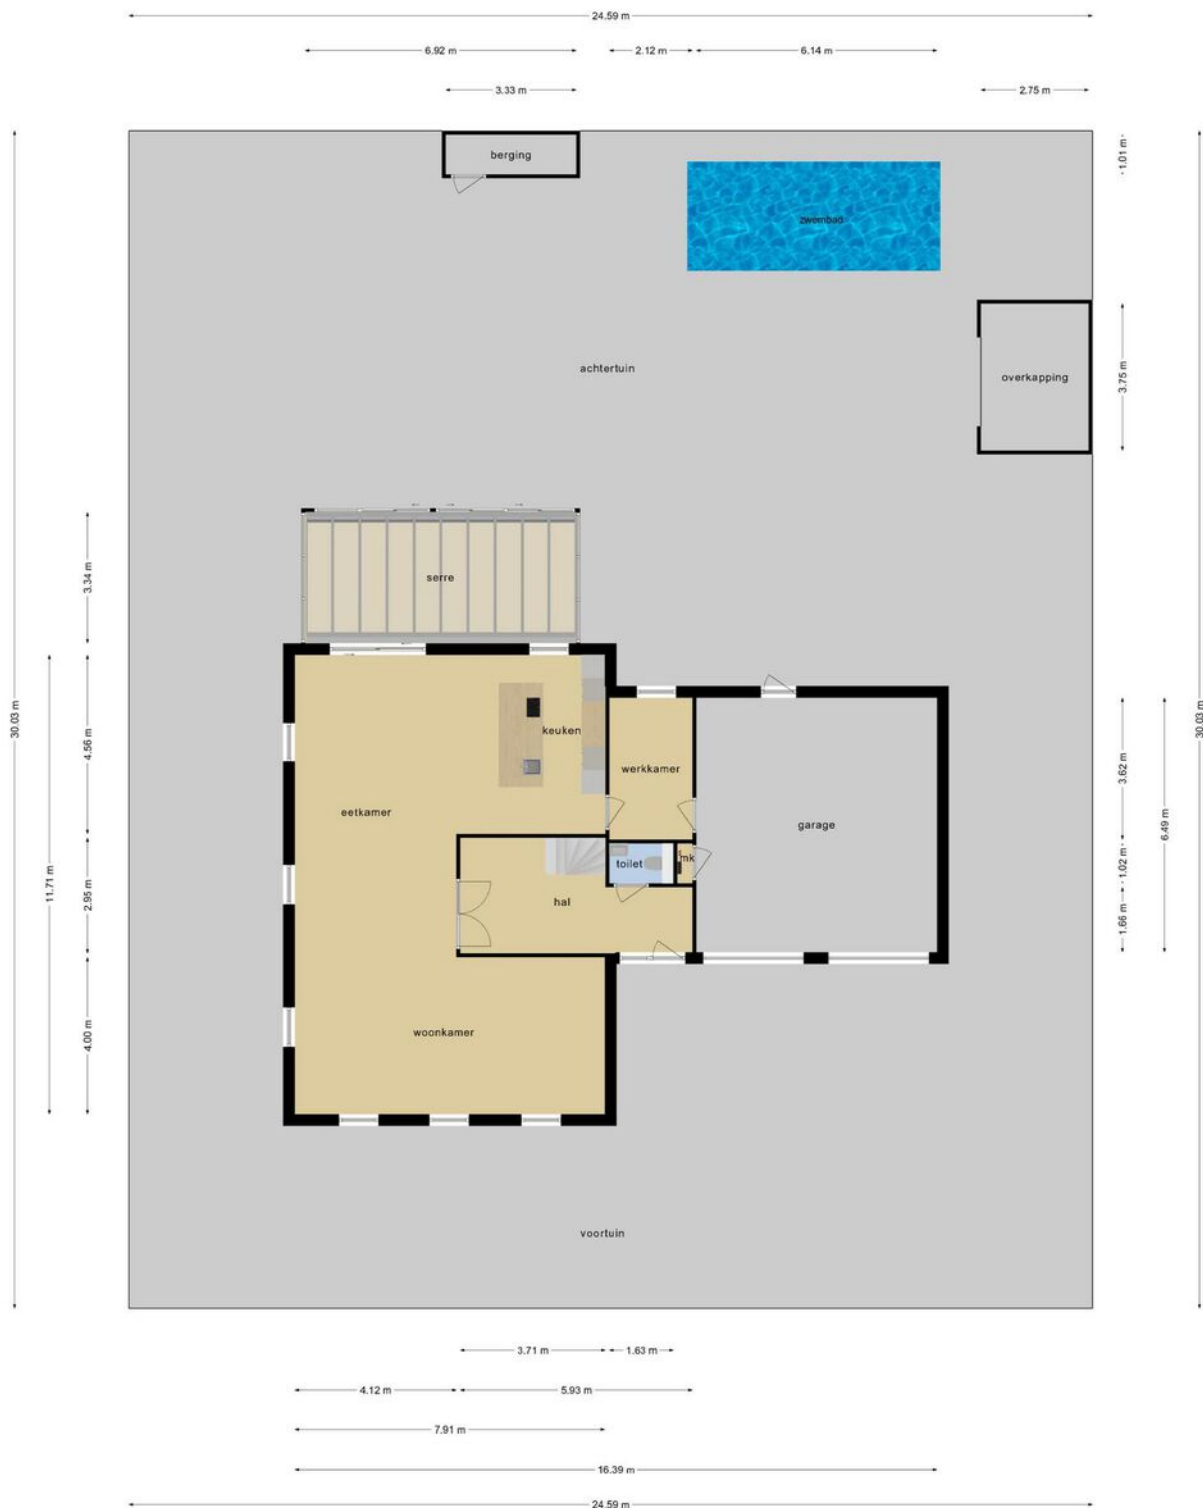 24.59 m
6.92 m
2.12 m
6.14 m
3.33 m
2.75 m
berging
1.01 m
zwembad
achtertuin
overkapping
3.75 m
serre
3.34 m
30.03 m
30.03 m
keuken
4.56 m
werkkamer
3.62 m
eetkamer
garage
6.49 m
toilet
mk
1.02 m
11.71 m
2.95 m
hal
1.66 m
woonkamer
4.00 m
voortuin
3.71 m
1.63 m
4.12 m
5.93 m
7.91 m
16.39 m
24.59 m